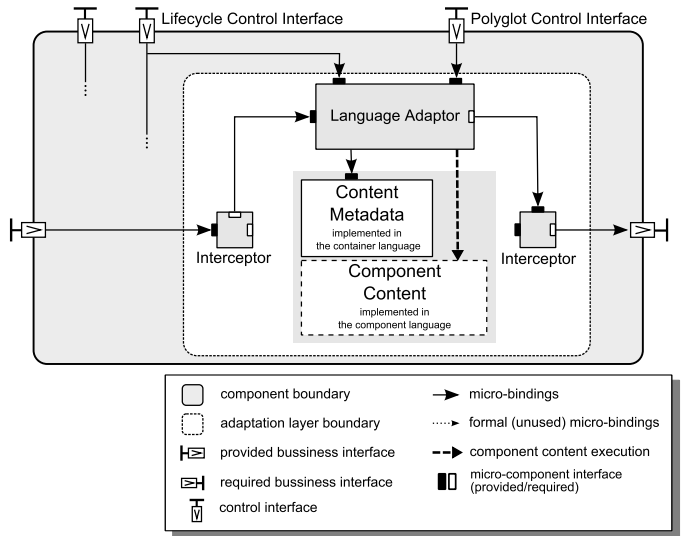 Lifecycle Control Interface
Polyglot Control Interface
Language Adaptor
Content
Metadata
implemented in
the container language
Interceptor
Interceptor
Component
Content
implemented in
the component language
component boundary
adaptation layer boundary
provided bussiness interface
required bussiness interface
control interface
micro-bindings
formal (unused) micro-bindings
component content execution
micro-component interface
(provided/required)